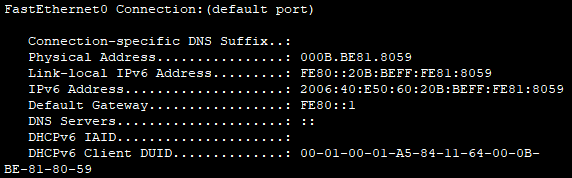 FastEthernet0 Connection:(default port)
Connection-specific DNS Suffix..:
Physical Address................: 000B.BE81.8059
Link-local IPv6 Address.........: FE80::20B:BEFF:FE81:8059
IPv6 Address....................: 2006:40:E50:60:20B:BEFF:FE81:8059
Default Gateway.................: FE80::1
DNS Servers.....................: ::
DHCPv6 IAID.....................:
DHCPv6 Client DUID..............: 00-01-00-01-A5-84-11-64-00-0B-
BE-81-80-59